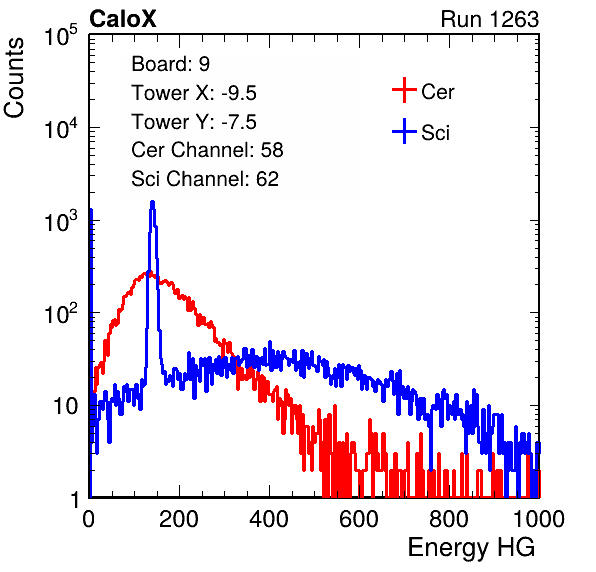 CaloX Run 1263
Counts
10^5
10^4
10^3
10^2
10
1
Board: 9
Tower X: -9.5
Tower Y: -7.5
Cer Channel: 58
Sci Channel: 62
Cer
Sci
0 200 400 600 800 1000
Energy HG